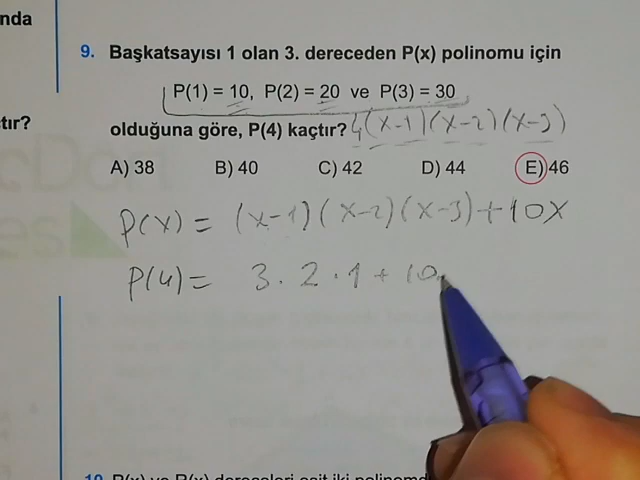 nda
9. Başkatsayısı 1 olan 3. dereceden P(x) polinomu için
P(1) = 10, P(2) = 20 ve P(3) = 30
tır?
olduğuna göre, P(4) kaçtır? (x-1)(x-2)(x-3)
A) 38 B) 40 C) 42 D) 44 E) 46
P(x) = (x-1)(x-2)(x-3)+10x
P(4) = 3.2.1 + 10